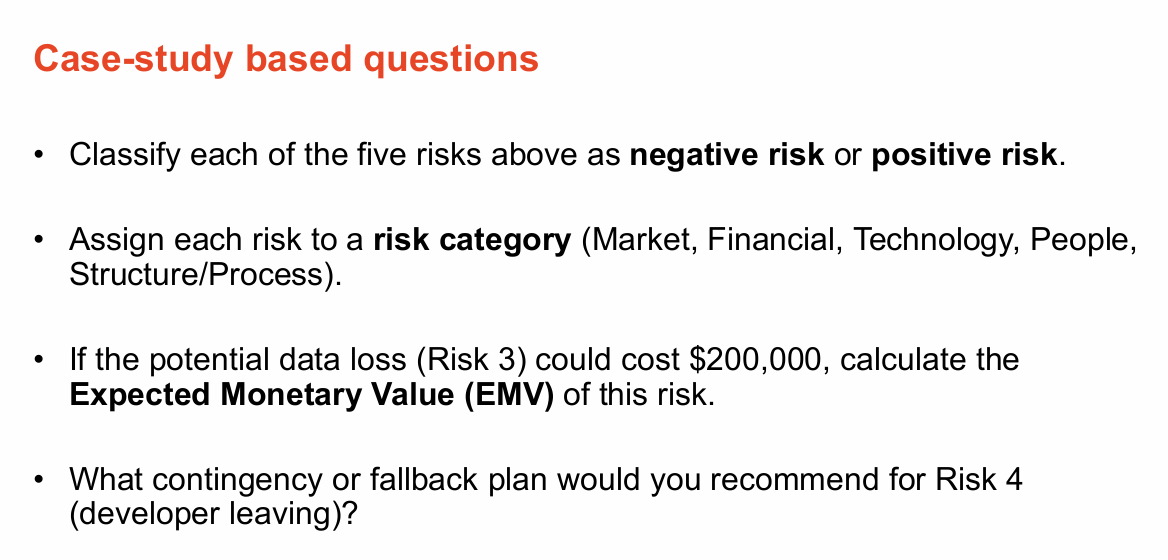 Case-study based questions
• Classify each of the five risks above as negative risk or positive risk.
• Assign each risk to a risk category (Market, Financial, Technology, People,
Structure/Process).
• If the potential data loss (Risk 3) could cost $200,000, calculate the
Expected Monetary Value (EMV) of this risk.
• What contingency or fallback plan would you recommend for Risk 4
(developer leaving)?